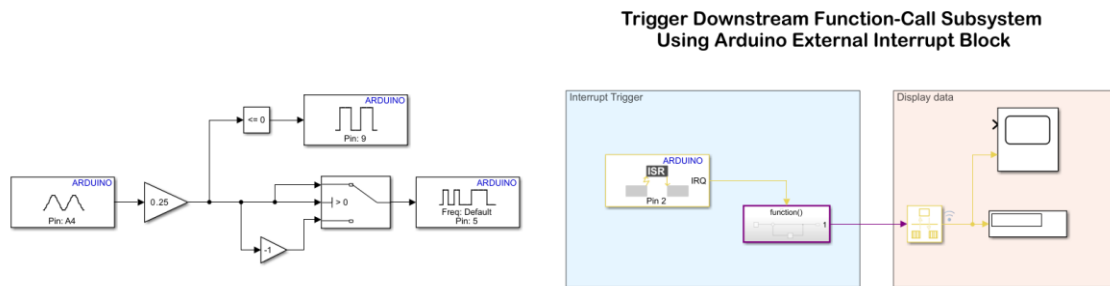 Trigger Downstream Function-Call Subsystem
Using Arduino External Interrupt Block
ARDUINO
<= 0
Pin: 9
ARDUINO
Pin: A4
0.25
> 0
ARDUINO
Freq: Default
Pin: 5
-1
Interrupt Trigger
ARDUINO
ISR
IRQ
Pin 2
function()
1
Display data